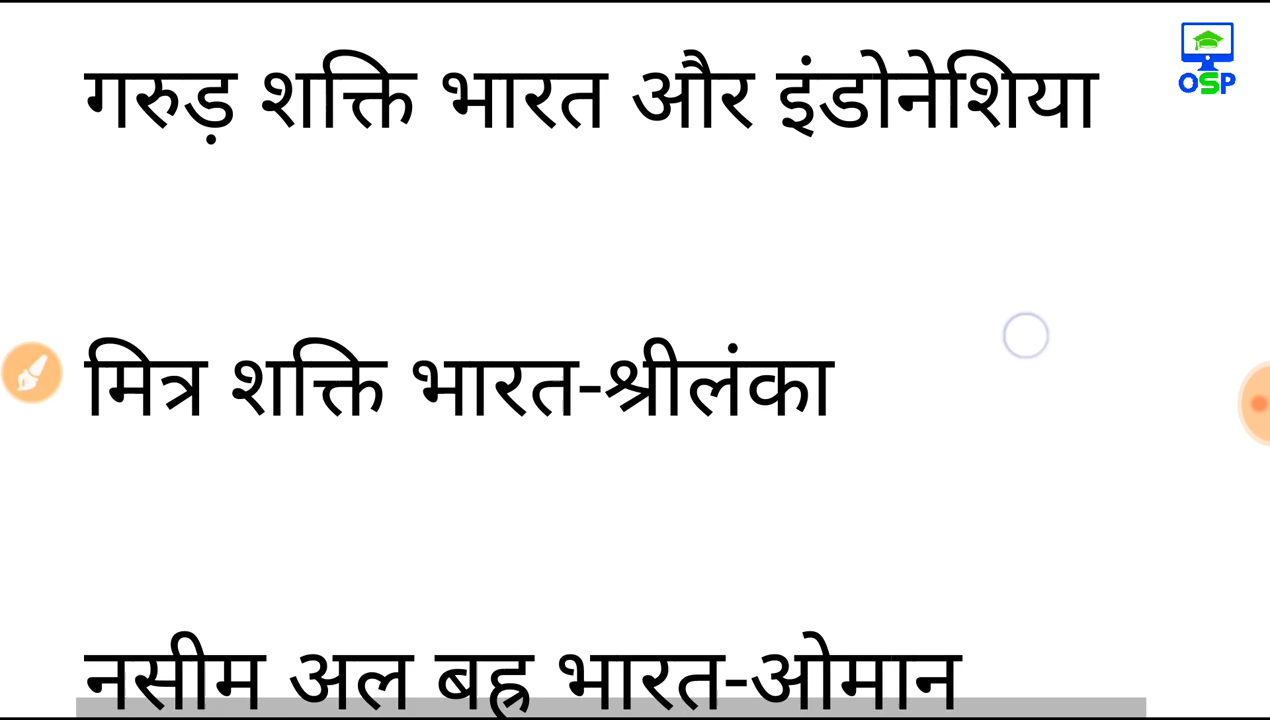 OSP
गरुड़ शक्ति भारत और इंडोनेशिया
मित्र शक्ति भारत-श्रीलंका
नसीम अल बह्र भारत-ओमान